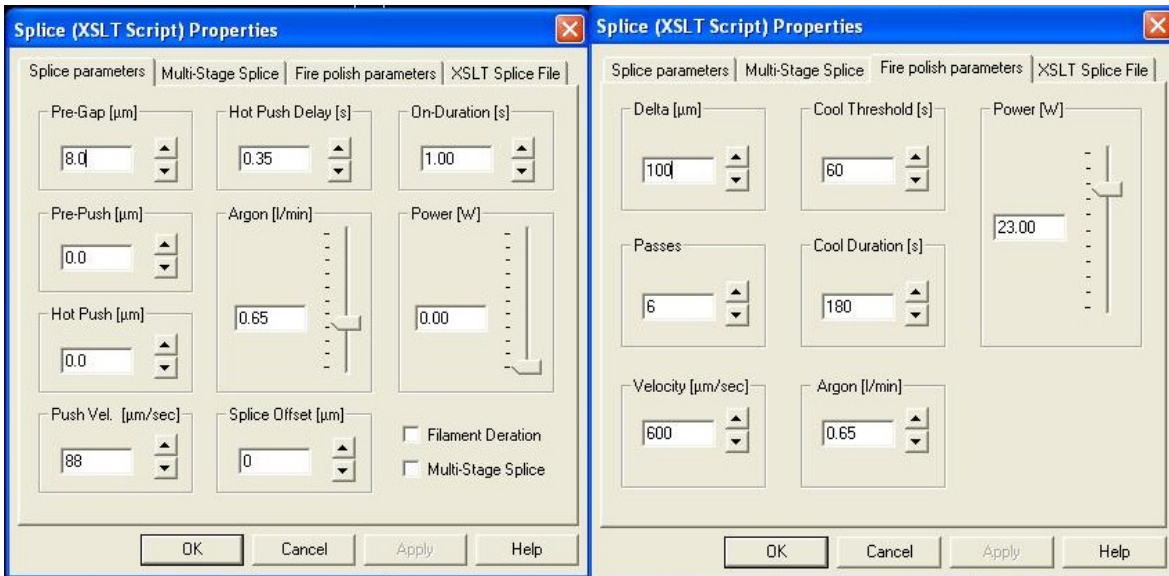 Splice (XSLT Script) Properties
Splice parameters Multi-Stage Splice Fire polish parameters XSLT Splice File
Pre-Gap [µm] Hot Push Delay [s] On-Duration [s]
8.0 0.35 1.00
Pre-Push [µm] Argon [l/min] Power [W]
0.0
Hot Push [µm]
0.65 0.00
0.0
Push Vel. [µm/sec] Splice Offset [µm]
Filament Deration
88 0
Multi-Stage Splice
OK Cancel Apply Help
Splice (XSLT Script) Properties
Splice parameters Multi-Stage Splice Fire polish parameters XSLT Splice File
Delta [µm] Cool Threshold [s] Power [W]
100 60
23.00
Passes Cool Duration [s]
6 180
Velocity [µm/sec] Argon [l/min]
600 0.65
OK Cancel Apply Help